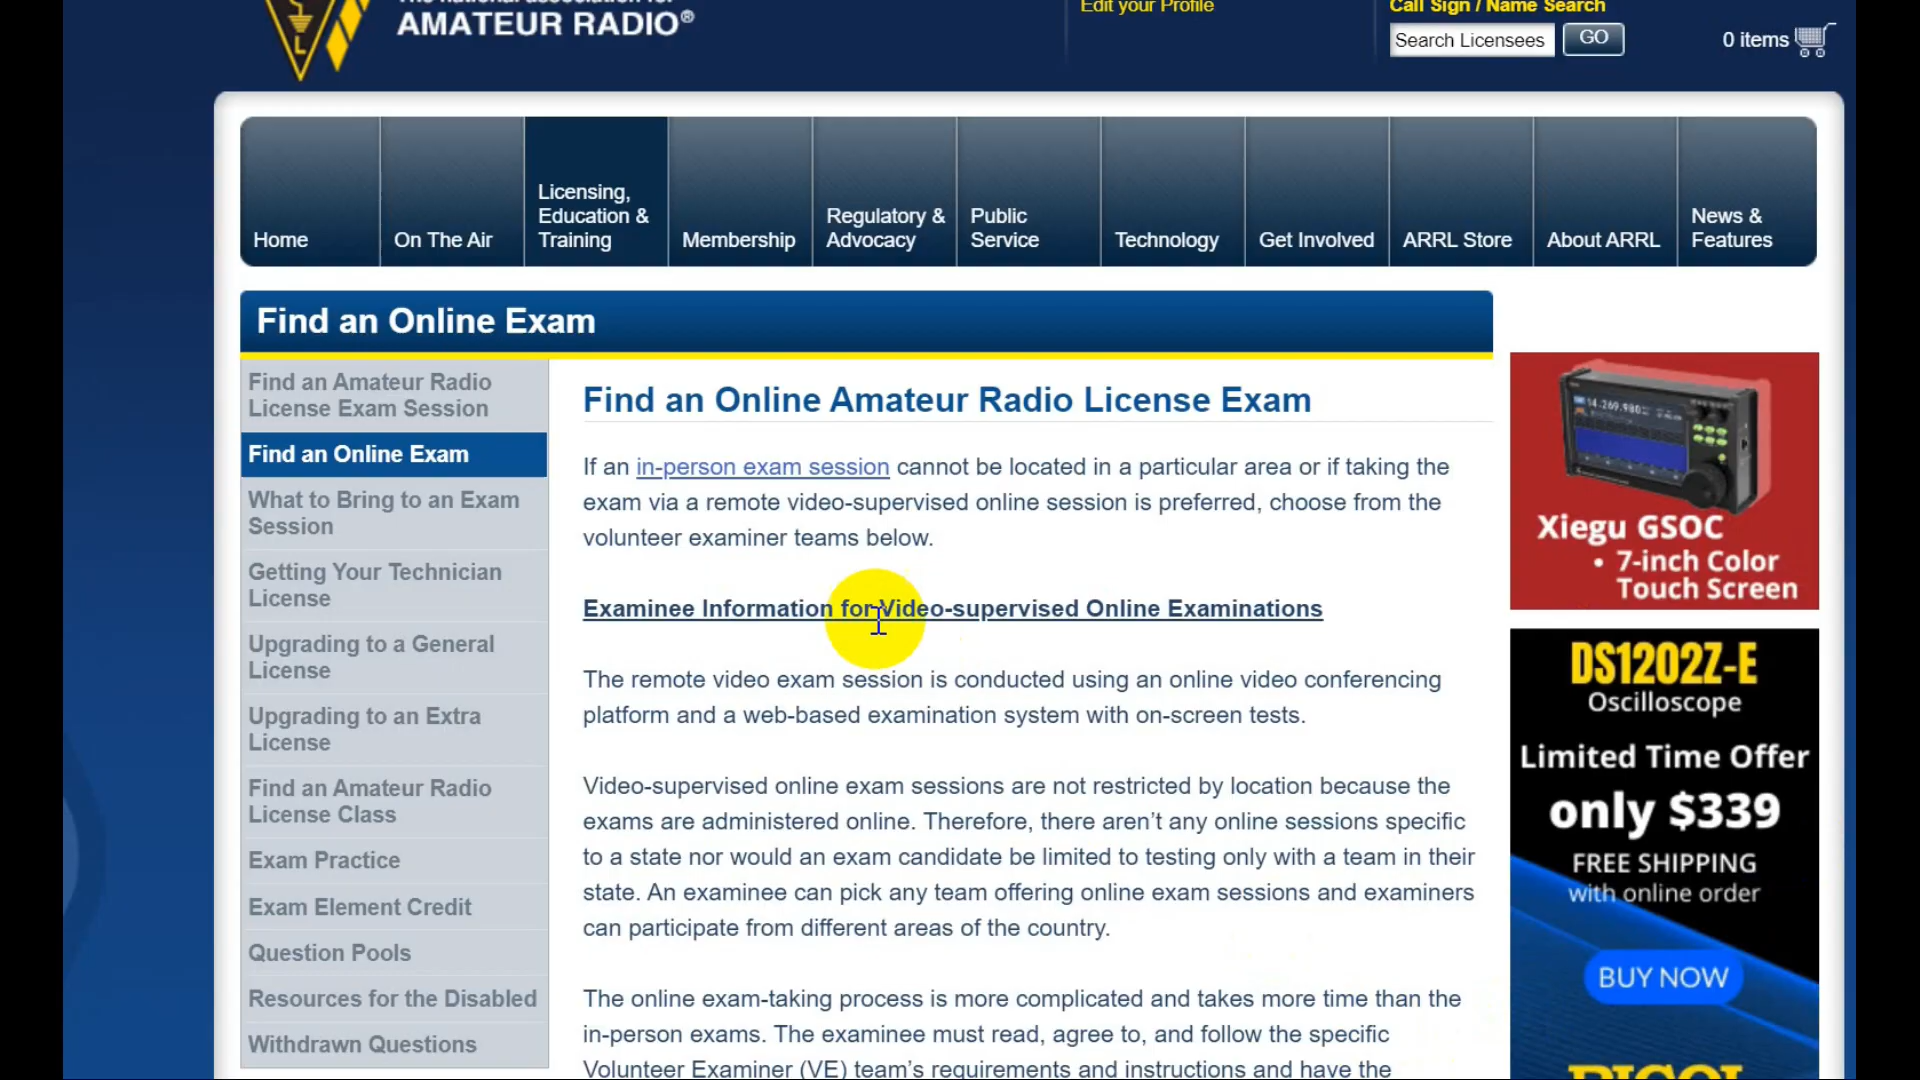 The national association for
AMATEUR RADIO®
Edit your Profile
Call Sign / Name Search
Search Licensees
GO
0 items
L
Home
On The Air
Licensing,
Education &
Training
Membership
Regulatory &
Advocacy
Public
Service
Technology
Get Involved
ARRL Store
About ARRL
News &
Features
Find an Online Exam
Find an Amateur Radio
License Exam Session
Find an Online Exam
What to Bring to an Exam
Session
Getting Your Technician
License
Upgrading to a General
License
Upgrading to an Extra
License
Find an Amateur Radio
License Class
Exam Practice
Exam Element Credit
Question Pools
Resources for the Disabled
Withdrawn Questions
Find an Online Amateur Radio License Exam
If an in-person exam session cannot be located in a particular area or if taking the
exam via a remote video-supervised online session is preferred, choose from the
volunteer examiner teams below.
Examinee Information for Video-supervised Online Examinations
The remote video exam session is conducted using an online video conferencing
platform and a web-based examination system with on-screen tests.
Video-supervised online exam sessions are not restricted by location because the
exams are administered online. Therefore, there aren’t any online sessions specific
to a state nor would an exam candidate be limited to testing only with a team in their
state. An examinee can pick any team offering online exam sessions and examiners
can participate from different areas of the country.
The online exam-taking process is more complicated and takes more time than the
in-person exams. The examinee must read, agree to, and follow the specific
Volunteer Examiner (VE) team’s requirements and instructions and have the
14.269.980
Xiegu GSOC
• 7-inch Color
Touch Screen
DS1202Z-E
Oscilloscope
Limited Time Offer
only $339
FREE SHIPPING
with online order
BUY NOW
RIGOL